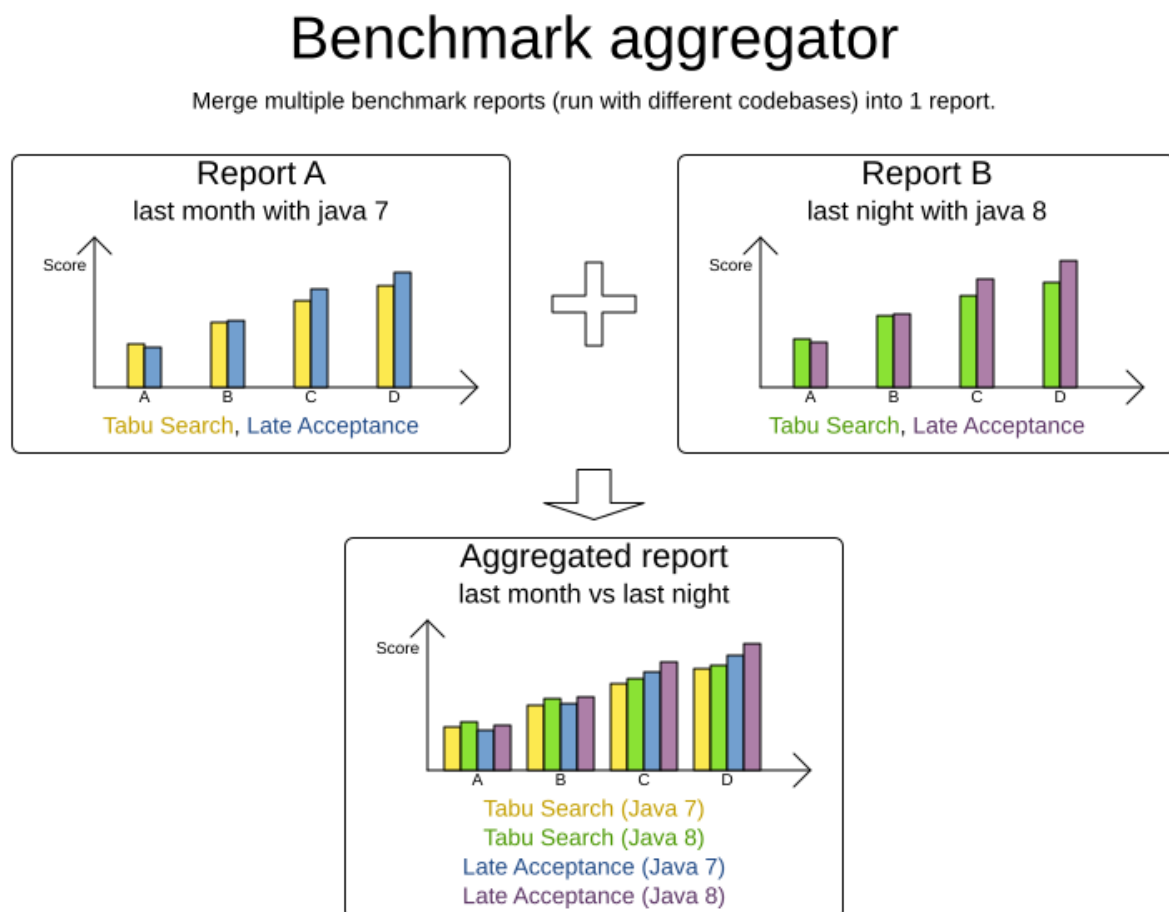 Benchmark aggregator
Merge multiple benchmark reports (run with different codebases) into 1 report.
Report A
last month with java 7
Score
A B C D
Tabu Search, Late Acceptance
Report B
last night with java 8
Score
A B C D
Tabu Search, Late Acceptance
Aggregated report
last month vs last night
Score
A B C D
Tabu Search (Java 7)
Tabu Search (Java 8)
Late Acceptance (Java 7)
Late Acceptance (Java 8)